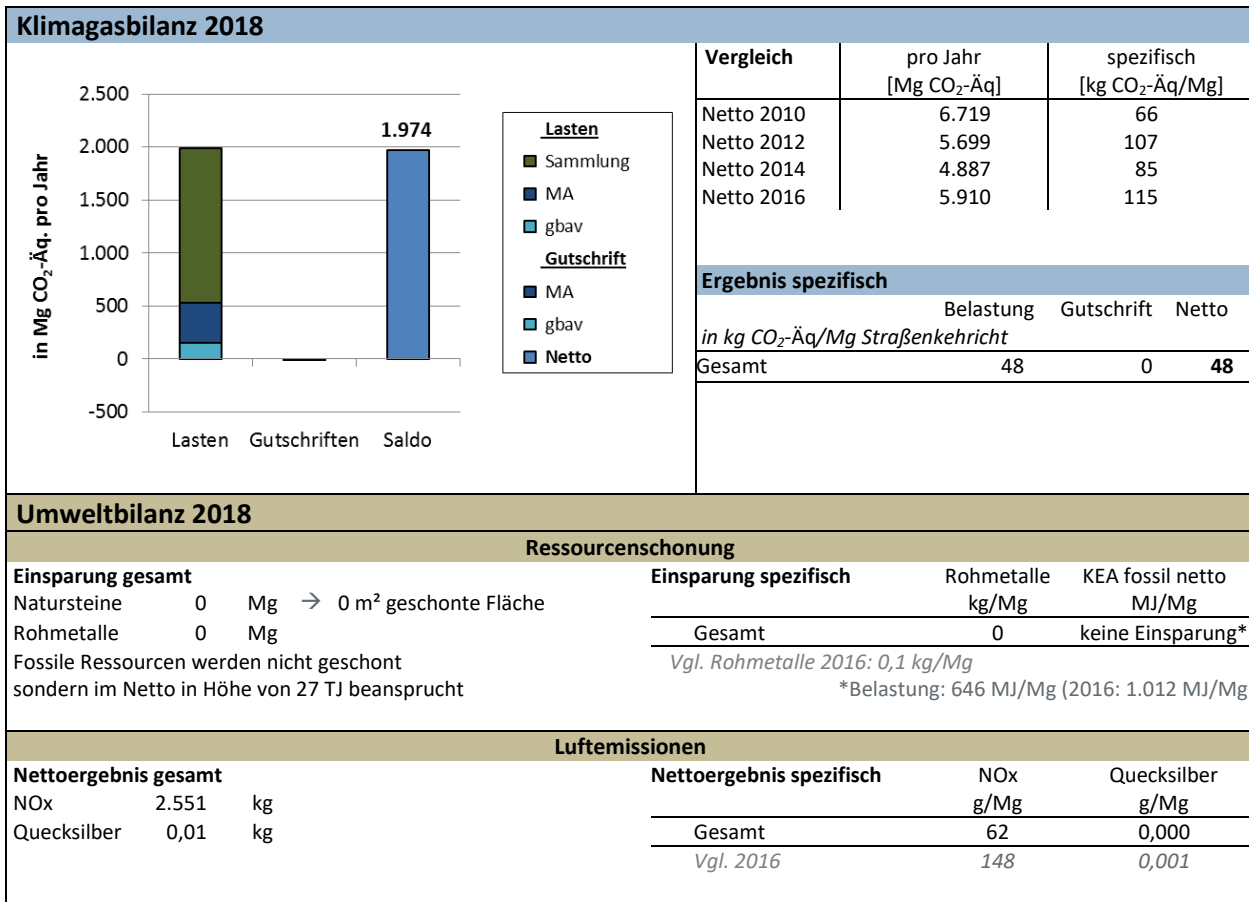 Klimagasbilanz 2018
in Mg CO₂-Äq. pro Jahr
2.500
2.000
1.500
1.000
500
0
-500
1.974
Lasten Gutschriften Saldo
Lasten
Sammlung
MA
gbav
Gutschrift
MA
gbav
Netto
Vergleich pro Jahr spezifisch
[Mg CO₂-Äq] [kg CO₂-Äq/Mg]
Netto 2010 6.719 66
Netto 2012 5.699 107
Netto 2014 4.887 85
Netto 2016 5.910 115
Ergebnis spezifisch
Belastung Gutschrift Netto
in kg CO₂-Äq/Mg Straßenkehricht
Gesamt 48 0 48
Umweltbilanz 2018
Ressourcenschonung
Einsparung gesamt
Natursteine 0 Mg → 0 m² geschonte Fläche
Rohmetalle 0 Mg
Fossile Ressourcen werden nicht geschont
sondern im Netto in Höhe von 27 TJ beansprucht
Einsparung spezifisch Rohmetalle KEA fossil netto
kg/Mg MJ/Mg
Gesamt 0 keine Einsparung*
Vgl. Rohmetalle 2016: 0,1 kg/Mg
*Belastung: 646 MJ/Mg (2016: 1.012 MJ/Mg
Luftemissionen
Nettoergebnis gesamt
NOx 2.551 kg
Quecksilber 0,01 kg
Nettoergebnis spezifisch NOx Quecksilber
g/Mg g/Mg
Gesamt 62 0,000
Vgl. 2016 148 0,001